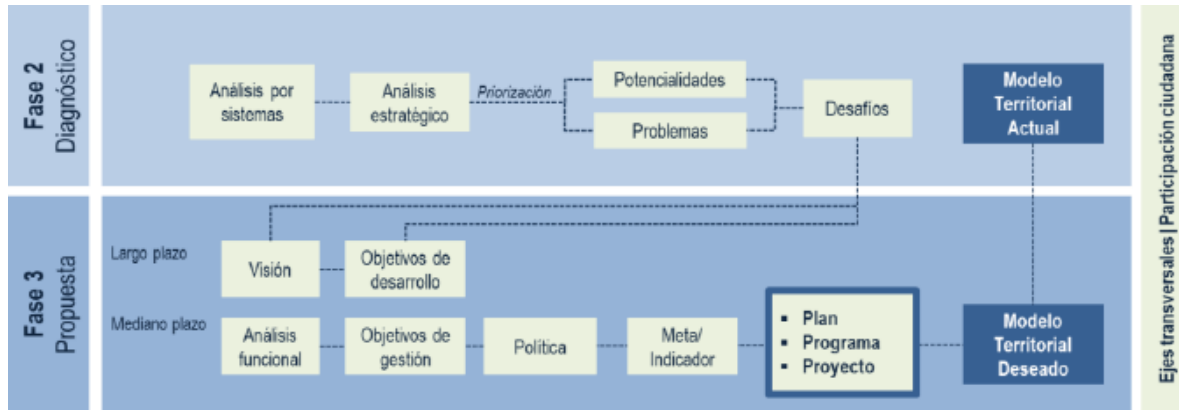 Fase 2
Diagnóstico
Análisis por
sistemas
Análisis
estratégico
Priorización
Potencialidades
Problemas
Desafíos
Modelo
Territorial
Actual
Fase 3
Propuesta
Largo plazo
Visión
Objetivos de
desarrollo
Mediano plazo
Análisis
funcional
Objetivos de
gestión
Política
Meta/
Indicador
▪ Plan
▪ Programa
▪ Proyecto
Modelo
Territorial
Deseado
Ejes transversales | Participación ciudadana